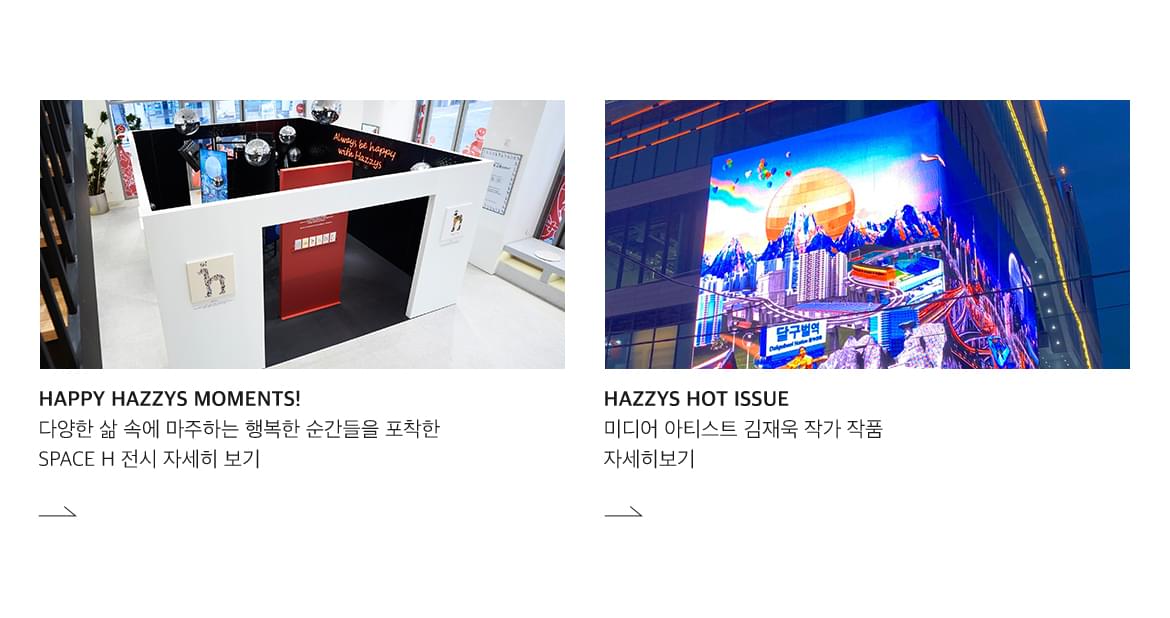 Always be happy
with Hazzys
h
달구벌역
HAPPY HAZZYS MOMENTS!
다양한 삶 속에 마주하는 행복한 순간들을 포착한
SPACE H 전시 자세히 보기
HAZZYS HOT ISSUE
미디어 아티스트 김재욱 작가 작품
자세히보기